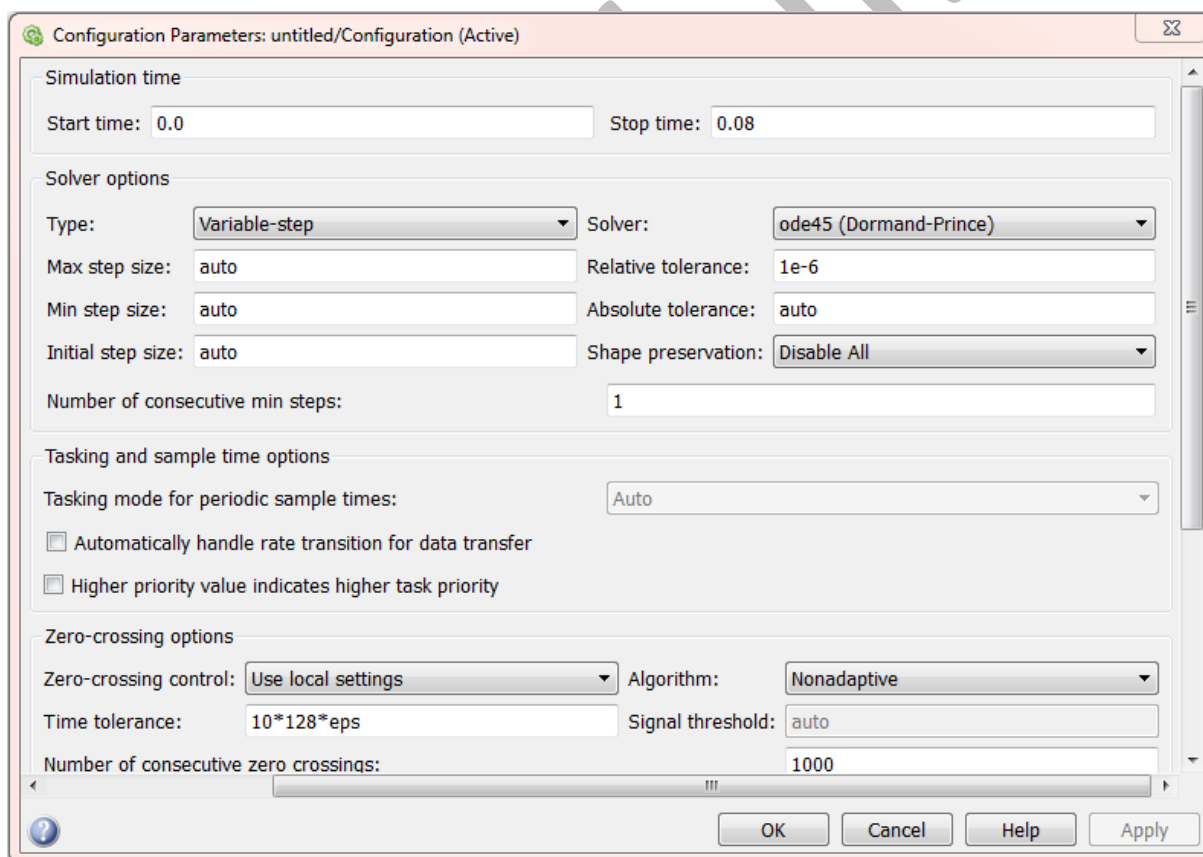 Configuration Parameters: untitled/Configuration (Active)
Simulation time
Start time: 0.0 Stop time: 0.08
Solver options
Type: Variable-step Solver: ode45 (Dormand-Prince)
Max step size: auto Relative tolerance: 1e-6
Min step size: auto Absolute tolerance: auto
Initial step size: auto Shape preservation: Disable All
Number of consecutive min steps: 1
Tasking and sample time options
Tasking mode for periodic sample times: Auto
Automatically handle rate transition for data transfer
Higher priority value indicates higher task priority
Zero-crossing options
Zero-crossing control: Use local settings Algorithm: Nonadaptive
Time tolerance: 10*128*eps Signal threshold: auto
Number of consecutive zero crossings: 1000
OK Cancel Help Apply